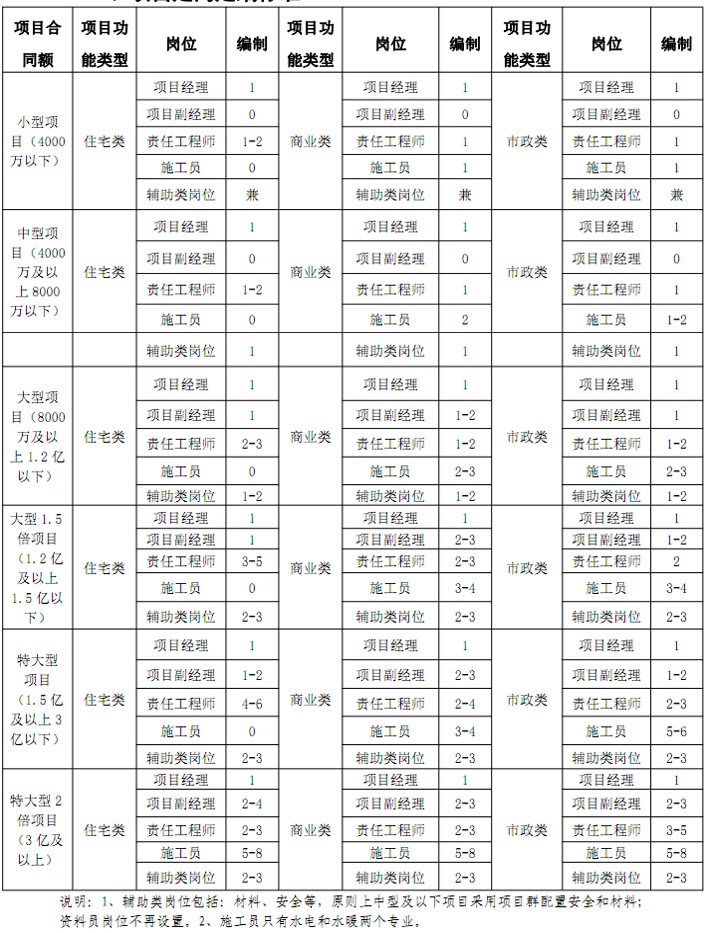 项目合同额 项目功能类型 岗位 编制 项目功能类型 岗位 编制 项目功能类型 岗位 编制
小型项目（4000万以下） 住宅类 项目经理 1 商业类 项目经理 1 市政类 项目经理 1
项目副经理 0 项目副经理 0 项目副经理 0
责任工程师 1-2 责任工程师 1 责任工程师 1
施工员 0 施工员 1 施工员 1
辅助类岗位 兼 辅助类岗位 兼 辅助类岗位 兼
中型项目（4000万及以上8000万以下） 住宅类 项目经理 1 商业类 项目经理 1 市政类 项目经理 1
项目副经理 0 项目副经理 0 项目副经理 0
责任工程师 1-2 责任工程师 1 责任工程师 1
施工员 0 施工员 2 施工员 1-2
辅助类岗位 1 辅助类岗位 1 辅助类岗位 1
大型项目（8000万及以上1.2亿以下） 住宅类 项目经理 1 商业类 项目经理 1 市政类 项目经理 1
项目副经理 1 项目副经理 1-2 项目副经理 1
责任工程师 2-3 责任工程师 1-2 责任工程师 1-2
施工员 0 施工员 2-3 施工员 2-3
辅助类岗位 1-2 辅助类岗位 1-2 辅助类岗位 1-2
大型1.5倍项目（1.2亿及以上1.5亿以下） 住宅类 项目经理 1 商业类 项目经理 1 市政类 项目经理 1
项目副经理 1 项目副经理 2-3 项目副经理 1-2
责任工程师 3-5 责任工程师 2-3 责任工程师 2
施工员 0 施工员 3-4 施工员 3-4
辅助类岗位 2-3 辅助类岗位 2-3 辅助类岗位 2-3
特大型项目（1.5亿及以上3亿以下） 住宅类 项目经理 1 商业类 项目经理 1 市政类 项目经理 1
项目副经理 1-2 项目副经理 2-3 项目副经理 1-2
责任工程师 4-6 责任工程师 2-4 责任工程师 2-3
施工员 0 施工员 3-4 施工员 5-6
辅助类岗位 2-3 辅助类岗位 2-3 辅助类岗位 2-3
特大型2倍项目（3亿及以上） 住宅类 项目经理 1 商业类 项目经理 1 市政类 项目经理 1
项目副经理 2-4 项目副经理 2-3 项目副经理 2-3
责任工程师 2-3 责任工程师 2-3 责任工程师 3-5
施工员 5-8 施工员 5-8 施工员 5-8
辅助类岗位 2-3 辅助类岗位 2-3 辅助类岗位 2-3
说明：1、辅助类岗位包括：材料、安全等，原则上中型及以下项目采用项目群配置安全和材料；
资料员岗位不再设置。2、施工员只有水电和水暖两个专业。